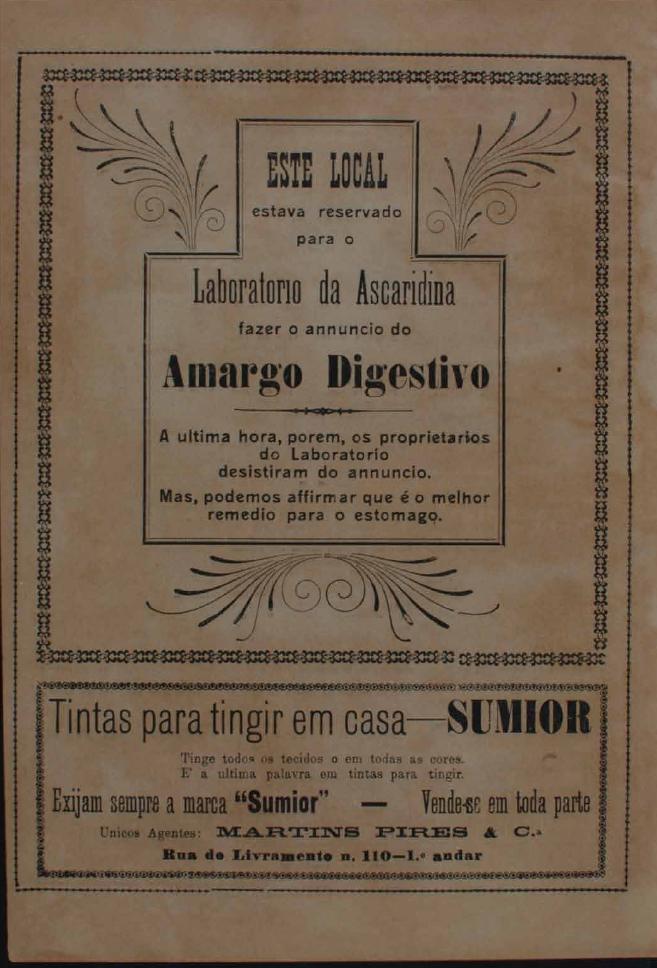 ESTE LOCAL
estava reservado
para o
Laboratorio da Ascaridina
fazer o annuncio do
Amargo Digestivo
A ultima hora, porem, os proprietarios
do Laboratorio
desistiram do annuncio.
Mas, podemos affirmar que é o melhor
remedio para o estomago.
Tintas para tingir em casa—SUMIOR
Tinge todos os tecidos o em todas as cores.
E' a ultima palavra em tintas para tingir.
Exijam sempre a marca "Sumior" — Vende-se em toda parte
Unicos Agentes: MARTINS PIRES & C.ª
Rua do Livramento n. 110—1.º andar